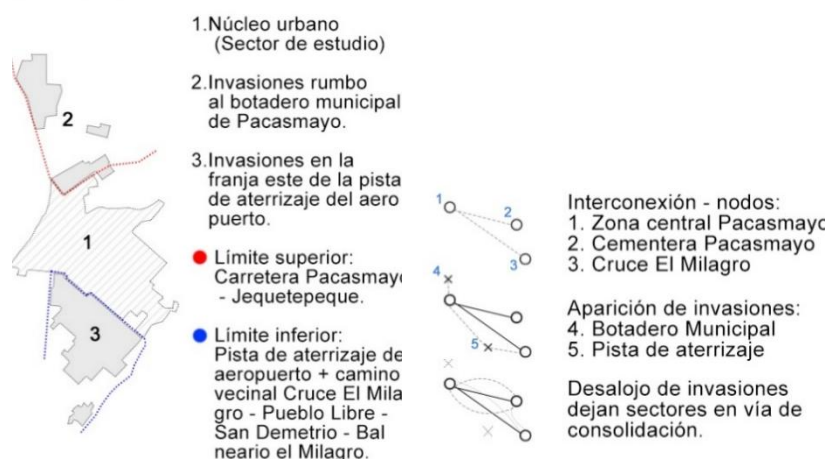 1.Núcleo urbano
(Sector de estudio)
2.Invasiones rumbo
al botadero municipal
de Pacasmayo.
3.Invasiones en la
franja este de la pista
de aterrizaje del aero
puerto.
Límite superior:
Carretera Pacasmayo
- Jequetepeque.
Límite inferior:
Pista de aterrizaje de
aeropuerto + camino
vecinal Cruce El Mila
gro - Pueblo Libre -
San Demetrio - Bal
neario el Milagro.
2
1
3
1
2
3
4
5
Interconexión - nodos:
1. Zona central Pacasmayo
2. Cementera Pacasmayo
3. Cruce El Milagro
Aparición de invasiones:
4. Botadero Municipal
5. Pista de aterrizaje
Desalojo de invasiones
dejan sectores en vía de
consolidación.